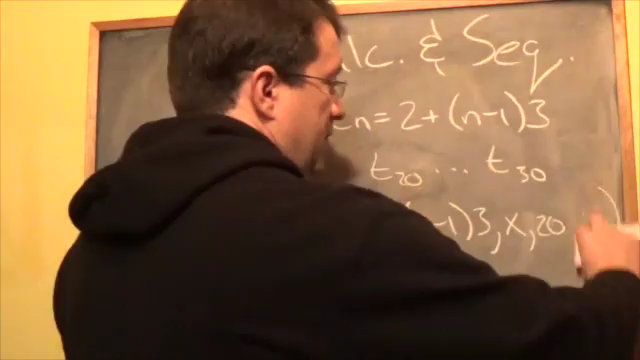 lc. & Seq.
n = 2 + (n-1)3
t20 ... t30
-1)3, x, 20